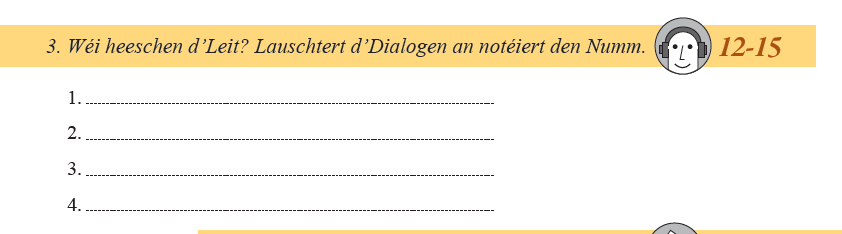 3. Wéi heeschen d’Leit? Lauschtert d’Dialogen an notéiert den Numm. 12-15
1.
2.
3.
4.